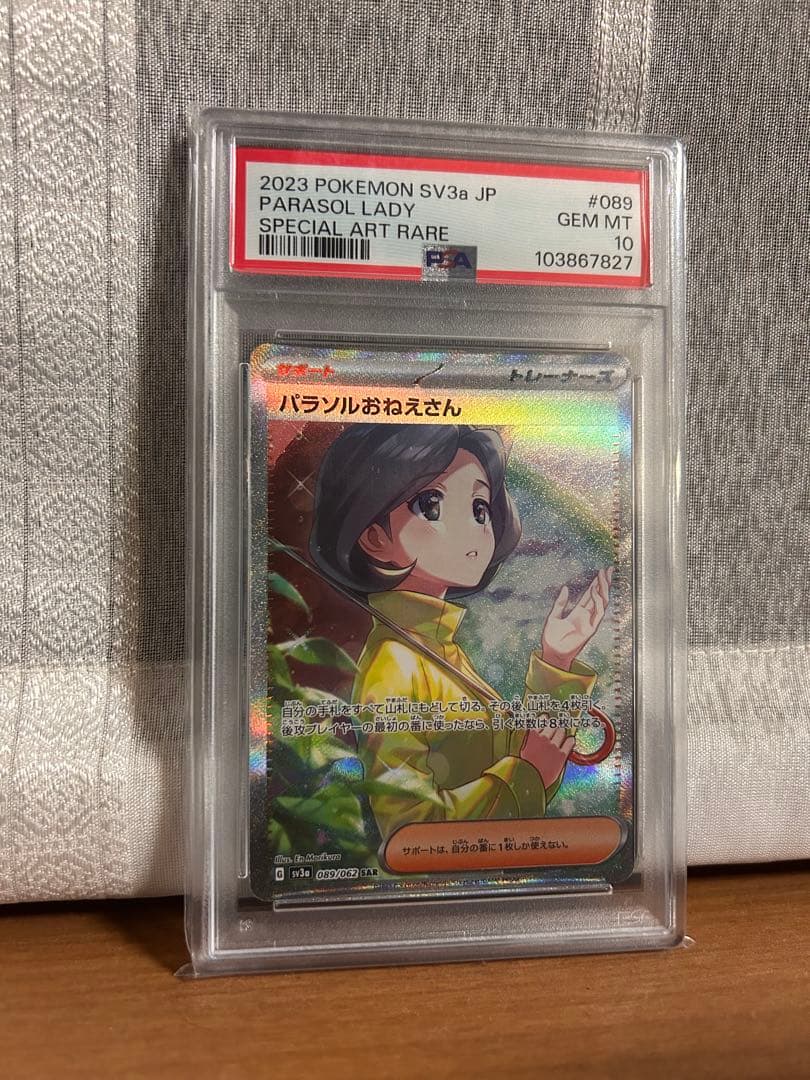 2023 POKEMON SV3a JP #089
PARASOL LADY GEM MT
SPECIAL ART RARE 10
PSA 103867827
サポート トレーナーズ
パラソルおねえさん
自分の手札をすべて山札にもどして切る。その後、山札を4枚引く。
後攻プレイヤーの最初の番に使ったなら、引く枚数は8枚になる。
サポートは、自分の番に1枚しか使えない。
Illus. En Morikura
G SV3a 089/062 SAR